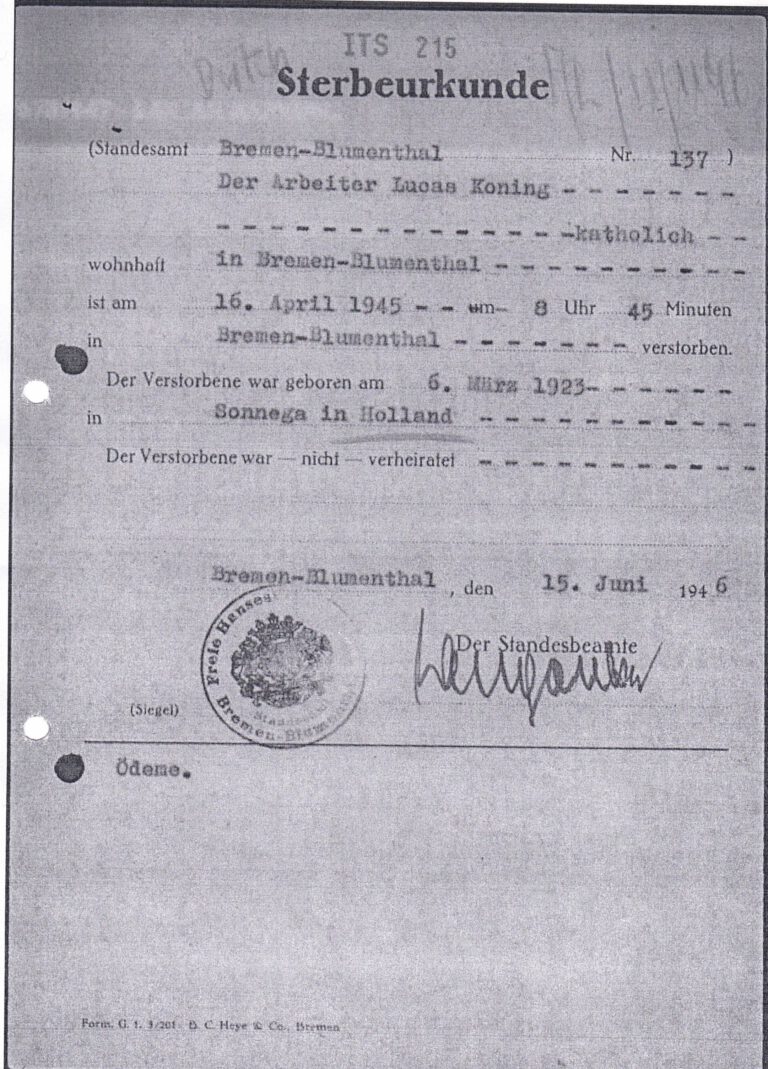 ITS 215
Dutch
Sterbeurkunde
(Standesamt Bremen-Blumenthal Nr. 137 )
Der Arbeiter Lucas Koning - - - - - - -
- - - - - - - - - - - - - - -katholich - -
wohnhaft in Bremen-Blumenthal - - - - - - - - - -
ist am 16. April 1945 - - um- 8 Uhr 45 Minuten
in Bremen-Blumenthal - - - - - - - verstorben.
Der Verstorbene war geboren am 6. März 1923- - - - - -
in Sonnega in Holland - - - - - - - - - - -
Der Verstorbene war — nicht — verheiratet - - - - - - - - - - -
Bremen-Blumenthal , den 15. Juni 1946
Freie Hanses
Der Standesbeamte
(Siegel)
Bremen-Blumenthal
Ödeme.
Form. G. 1. 3/201 D. C. Heye & Co., Bremen